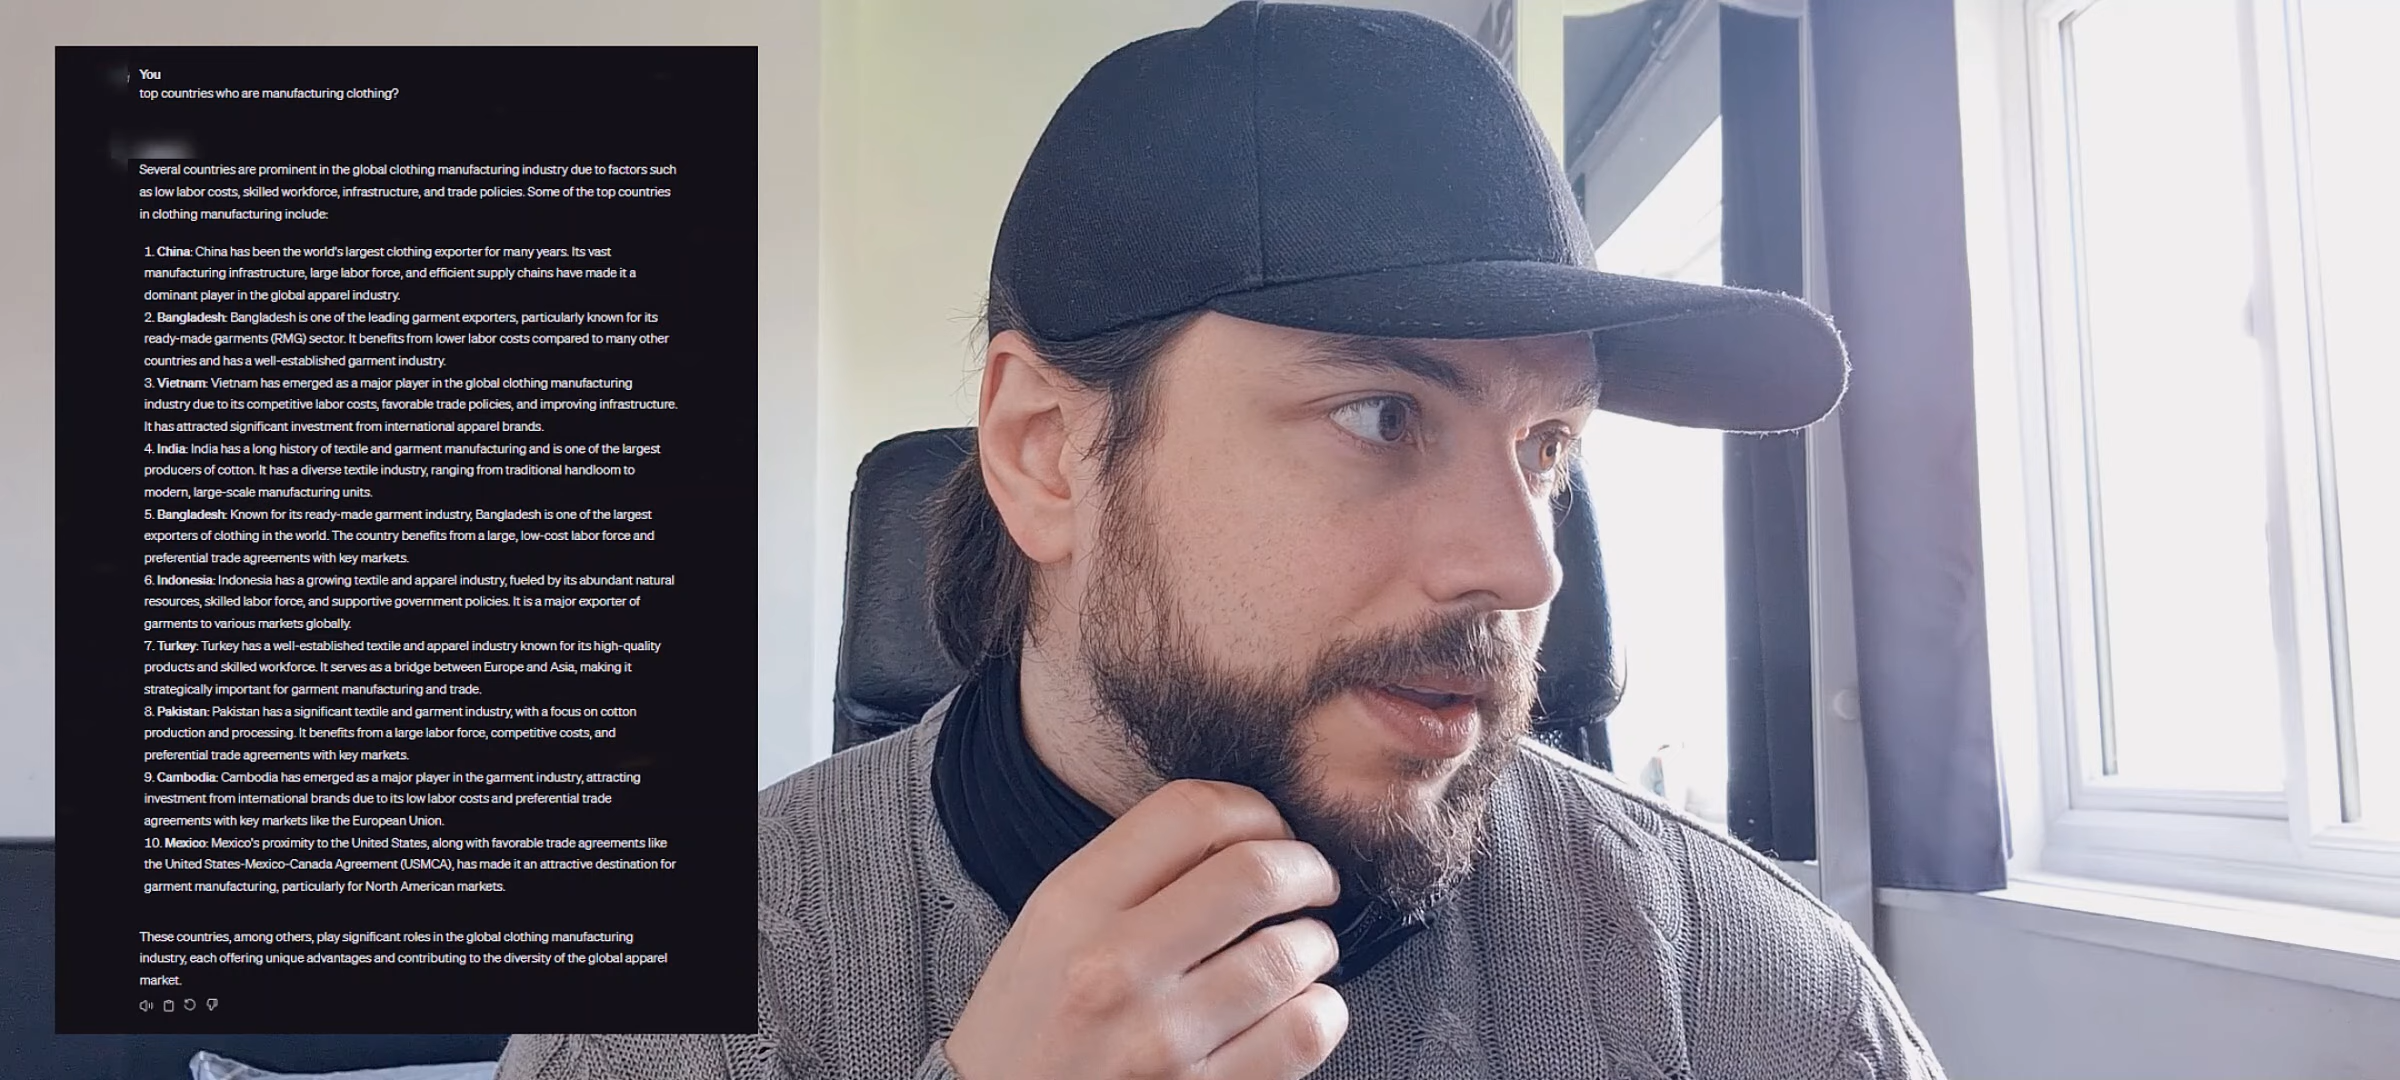 You
top countries who are manufacturing clothing?
Several countries are prominent in the global clothing manufacturing industry due to factors such
as low labor costs, skilled workforce, infrastructure, and trade policies. Some of the top countries
in clothing manufacturing include:
1. China: China has been the world's largest clothing exporter for many years. Its vast
manufacturing infrastructure, large labor force, and efficient supply chains have made it a
dominant player in the global apparel industry.
2. Bangladesh: Bangladesh is one of the leading garment exporters, particularly known for its
ready-made garments (RMG) sector. It benefits from lower labor costs compared to many other
countries and has a well-established garment industry.
3. Vietnam: Vietnam has emerged as a major player in the global clothing manufacturing
industry due to its competitive labor costs, favorable trade policies, and improving infrastructure.
It has attracted significant investment from international apparel brands.
4. India: India has a long history of textile and garment manufacturing and is one of the largest
producers of cotton. It has a diverse textile industry, ranging from traditional handloom to
modern, large-scale manufacturing units.
5. Bangladesh: Known for its ready-made garment industry, Bangladesh is one of the largest
exporters of clothing in the world. The country benefits from a large, low-cost labor force and
preferential trade agreements with key markets.
6. Indonesia: Indonesia has a growing textile and apparel industry, fueled by its abundant natural
resources, skilled labor force, and supportive government policies. It is a major exporter of
garments to various markets globally.
7. Turkey: Turkey has a well-established textile and apparel industry known for its high-quality
products and skilled workforce. It serves as a bridge between Europe and Asia, making it
strategically important for garment manufacturing and trade.
8. Pakistan: Pakistan has a significant textile and garment industry, with a focus on cotton
production and processing. It benefits from a large labor force, competitive costs, and
preferential trade agreements with key markets.
9. Cambodia: Cambodia has emerged as a major player in the garment industry, attracting
investment from international brands due to its low labor costs and preferential trade
agreements with key markets like the European Union.
10. Mexico: Mexico's proximity to the United States, along with favorable trade agreements like
the United States-Mexico-Canada Agreement (USMCA), has made it an attractive destination for
garment manufacturing, particularly for North American markets.
These countries, among others, play significant roles in the global clothing manufacturing
industry, each offering unique advantages and contributing to the diversity of the global apparel
market.